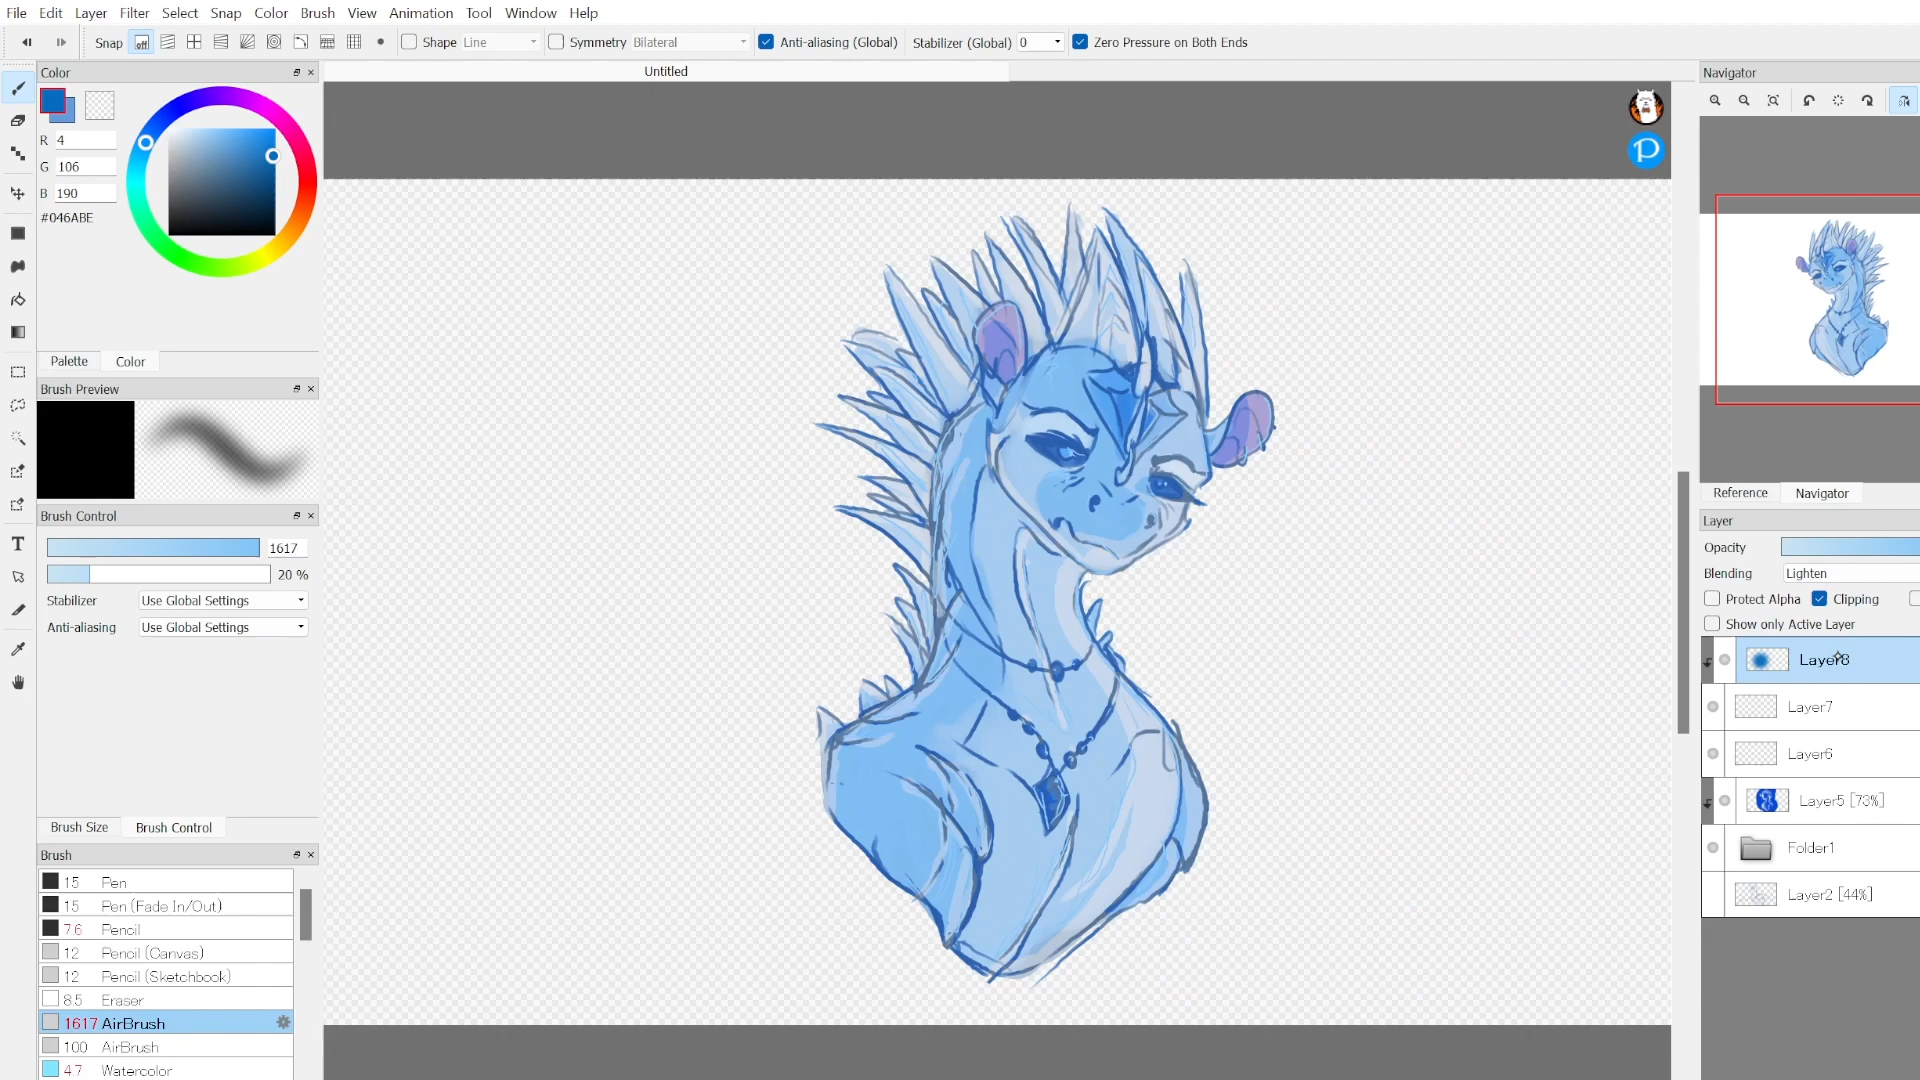 File Edit Layer Filter Select Snap Color Brush View Animation Tool Window Help
Snap off Shape Line Symmetry Bilateral Anti-aliasing (Global) Stabilizer (Global) 0 Zero Pressure on Both Ends
Color
Untitled
Navigator
R 4
G 106
B 190
#046ABE
Palette Color
Brush Preview
Brush Control
1617
20 %
Stabilizer Use Global Settings
Anti-aliasing Use Global Settings
Brush Size Brush Control
Brush
15 Pen
15 Pen (Fade In/Out)
7.6 Pencil
12 Pencil (Canvas)
12 Pencil (Sketchbook)
8.5 Eraser
1617 AirBrush
100 AirBrush
4.7 Watercolor
P
Reference Navigator
Layer
Opacity
Blending Lighten
Protect Alpha Clipping
Show only Active Layer
Layer8
Layer7
Layer6
Layer5 [73%]
Folder1
Layer2 [44%]